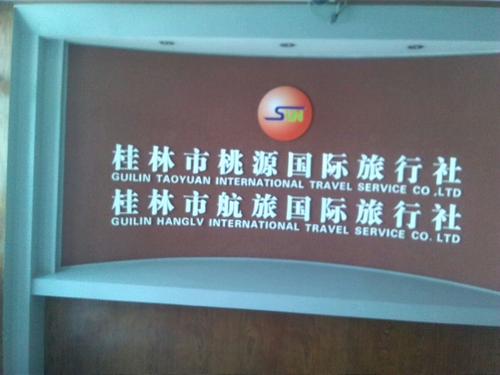 桂林市桃源国际旅行社
GUILIN TAOYUAN INTERNATIONAL TRAVEL SERVICE CO.,LTD
桂林市航旅国际旅行社
GUILIN HANGLV INTERNATIONAL TRAVEL SERVICE CO. LTD